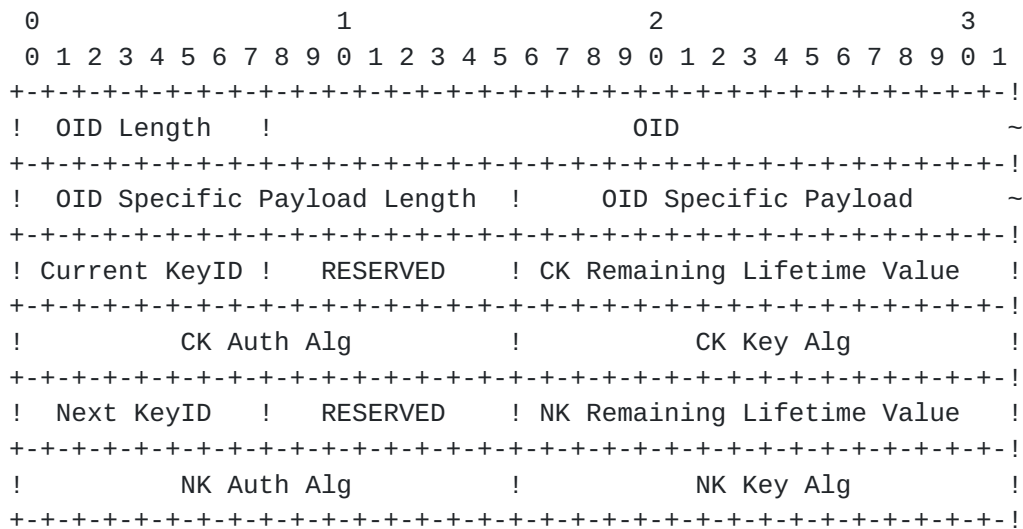 0                   1                   2                   3
 0 1 2 3 4 5 6 7 8 9 0 1 2 3 4 5 6 7 8 9 0 1 2 3 4 5 6 7 8 9 0 1
+-+-+-+-+-+-+-+-+-+-+-+-+-+-+-+-+-+-+-+-+-+-+-+-+-+-+-+-+-+-+-+-!
!  OID Length   !                       OID                     ~
+-+-+-+-+-+-+-+-+-+-+-+-+-+-+-+-+-+-+-+-+-+-+-+-+-+-+-+-+-+-+-+-!
!  OID Specific Payload Length  !     OID Specific Payload      ~
+-+-+-+-+-+-+-+-+-+-+-+-+-+-+-+-+-+-+-+-+-+-+-+-+-+-+-+-+-+-+-+-!
! Current KeyID !   RESERVED    ! CK Remaining Lifetime Value   !
+-+-+-+-+-+-+-+-+-+-+-+-+-+-+-+-+-+-+-+-+-+-+-+-+-+-+-+-+-+-+-+-!
!          CK Auth Alg          !           CK Key Alg          !
+-+-+-+-+-+-+-+-+-+-+-+-+-+-+-+-+-+-+-+-+-+-+-+-+-+-+-+-+-+-+-+-!
!  Next KeyID   !   RESERVED    ! NK Remaining Lifetime Value   !
+-+-+-+-+-+-+-+-+-+-+-+-+-+-+-+-+-+-+-+-+-+-+-+-+-+-+-+-+-+-+-+-!
!          NK Auth Alg          !           NK Key Alg          !
+-+-+-+-+-+-+-+-+-+-+-+-+-+-+-+-+-+-+-+-+-+-+-+-+-+-+-+-+-+-+-+-!